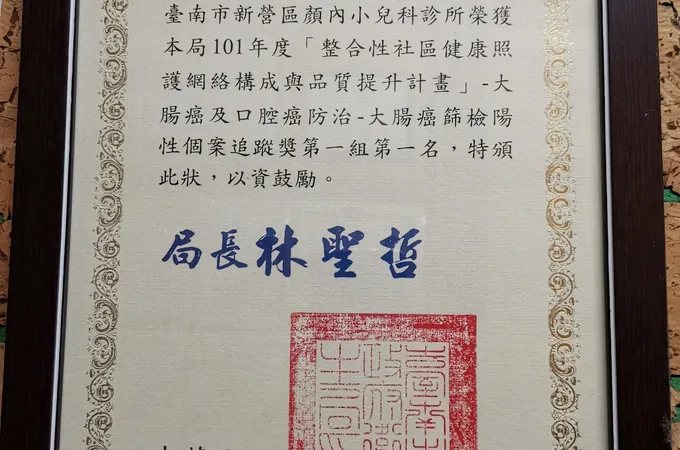 臺南市新營區顏內小兒科診所榮獲
本局101年度「整合性社區健康照
護網絡構成與品質提升計畫」-大
腸癌及口腔癌防治-大腸癌篩檢陽
性個案追蹤獎第一組第一名，特頒
此狀，以資鼓勵。
局長林聖哲